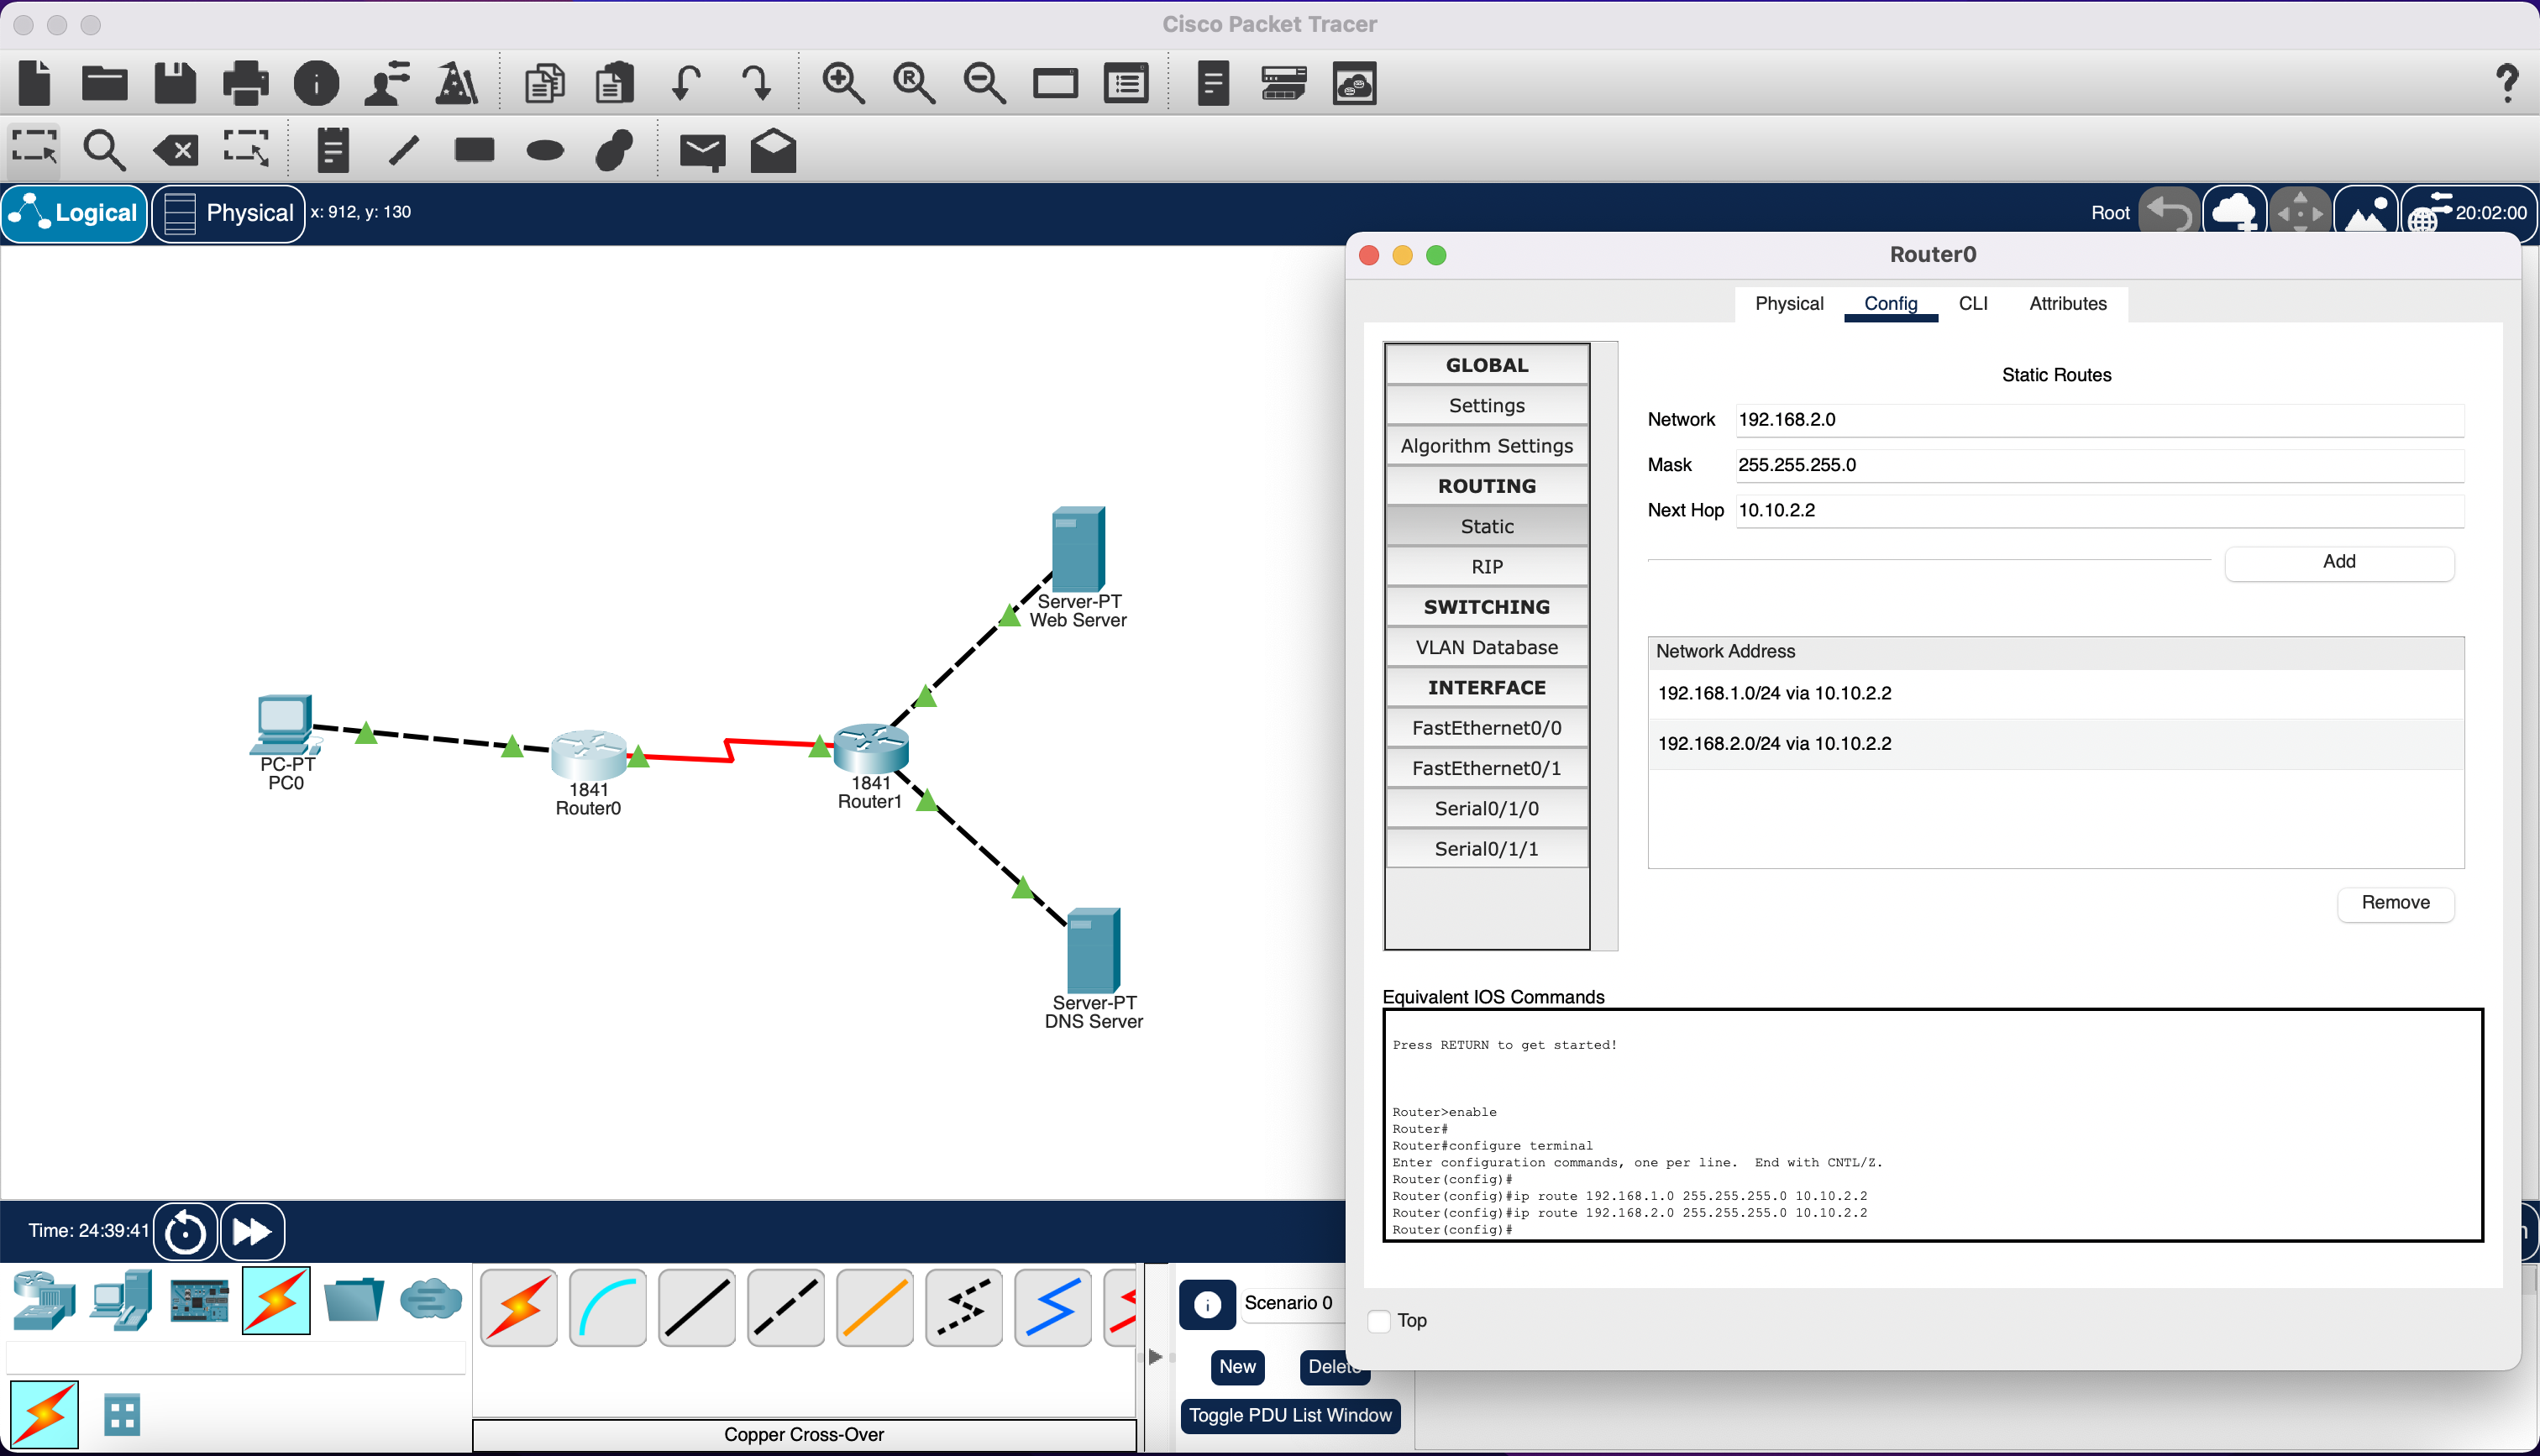 Cisco Packet Tracer
Logical
Physical
x: 912, y: 130
Root
20:02:00
Server-PT
Web Server
PC-PT
PC0
1841
Router0
1841
Router1
Server-PT
DNS Server
Router0
Physical
Config
CLI
Attributes
GLOBAL
Settings
Algorithm Settings
ROUTING
Static
RIP
SWITCHING
VLAN Database
INTERFACE
FastEthernet0/0
FastEthernet0/1
Serial0/1/0
Serial0/1/1
Static Routes
Network 192.168.2.0
Mask 255.255.255.0
Next Hop 10.10.2.2
Add
Network Address
192.168.1.0/24 via 10.10.2.2
192.168.2.0/24 via 10.10.2.2
Remove
Equivalent IOS Commands
Press RETURN to get started!
Router>enable
Router#
Router#configure terminal
Enter configuration commands, one per line.  End with CNTL/Z.
Router(config)#
Router(config)#ip route 192.168.1.0 255.255.255.0 10.10.2.2
Router(config)#ip route 192.168.2.0 255.255.255.0 10.10.2.2
Router(config)#
Top
Time: 24:39:41
Scenario 0
New
Delete
Toggle PDU List Window
Copper Cross-Over